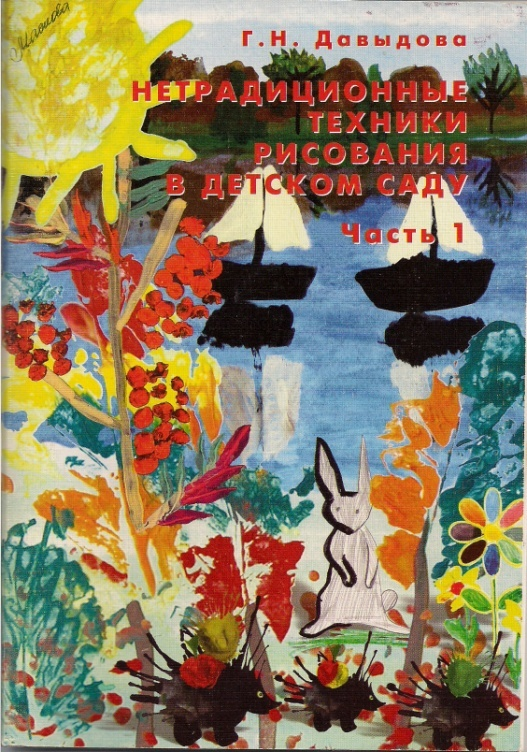 Г.Н. Давыдова
НЕТРАДИЦИОННЫЕ
ТЕХНИКИ
РИСОВАНИЯ
В ДЕТСКОМ САДУ
Часть 1